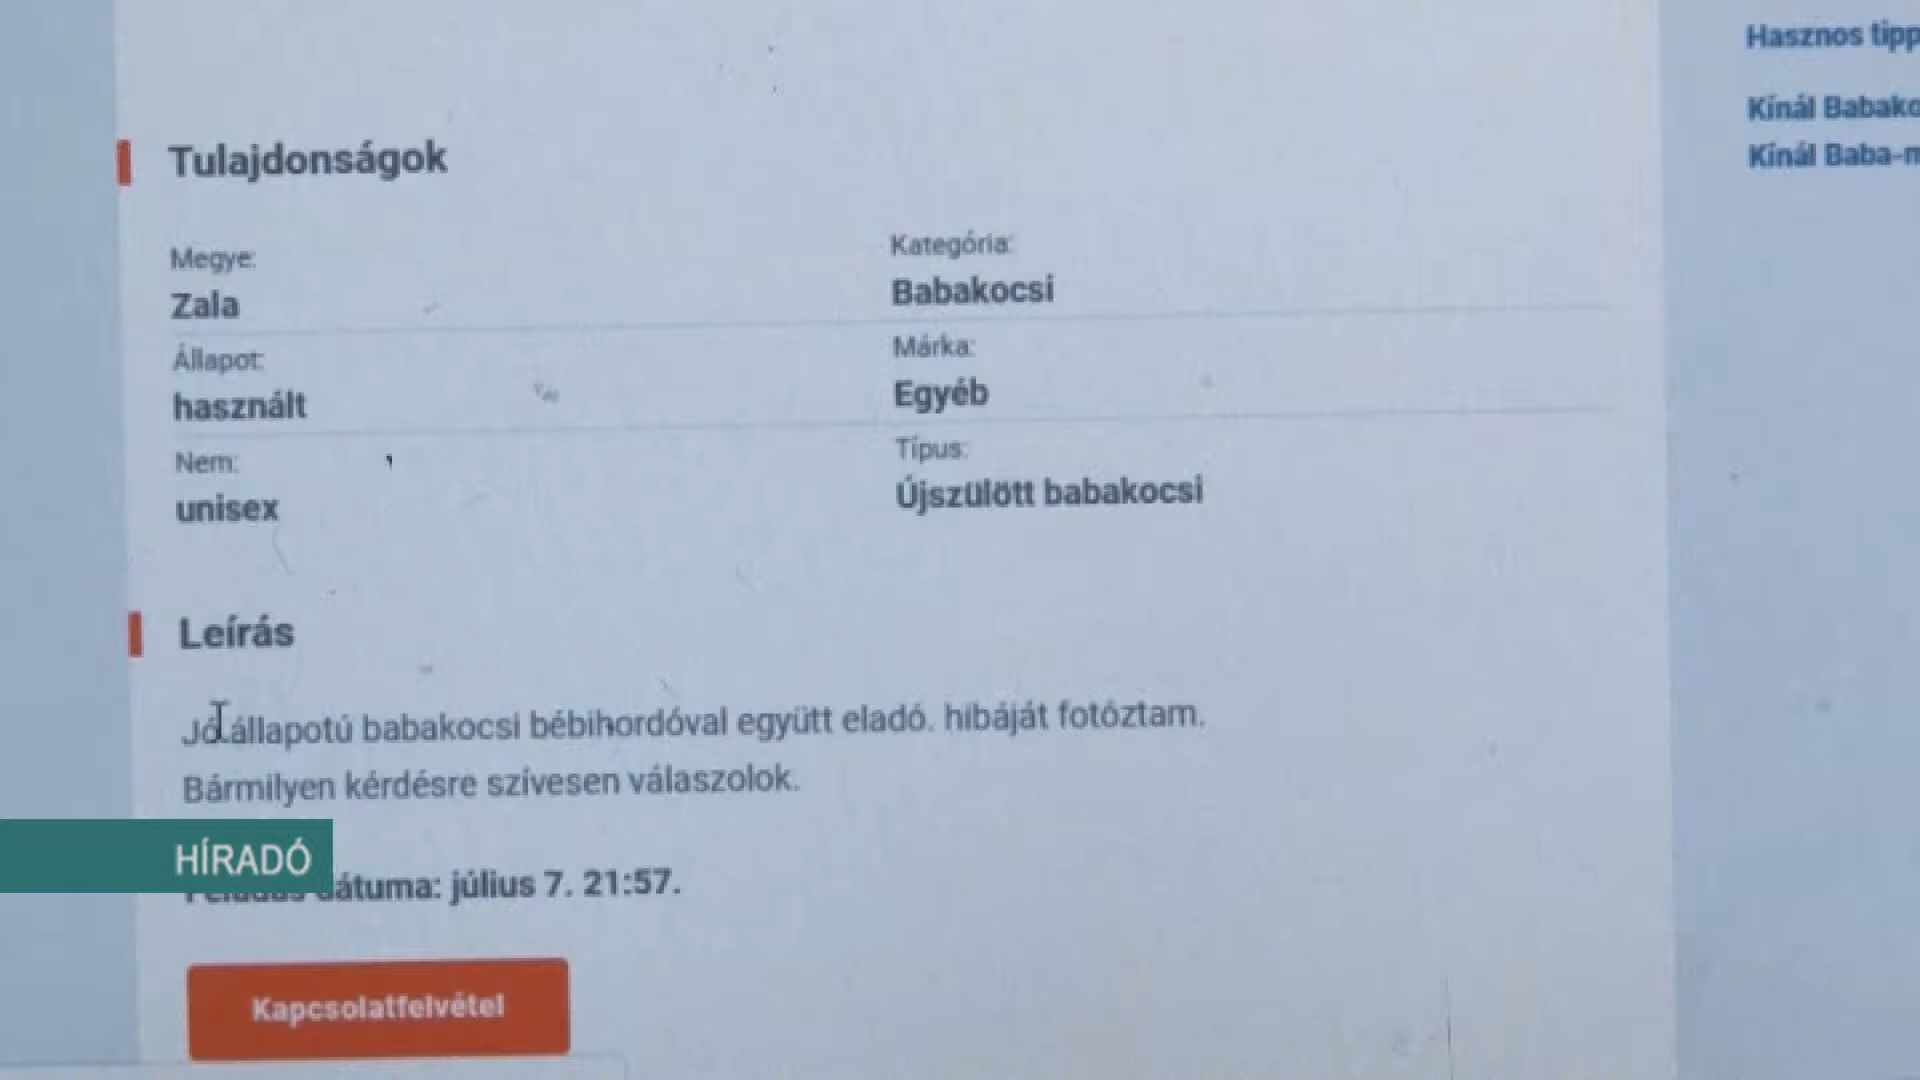 Hasznos tipp
Kínál Babako
Kínál Baba-m
Tulajdonságok
Megye:
Zala
Kategória:
Babakocsi
Állapot:
használt
Márka:
Egyéb
Nem:
unisex
Típus:
Újszülött babakocsi
Leírás
Jó állapotú babakocsi bébihordóval együtt eladó. hibáját fotóztam.
Bármilyen kérdésre szívesen válaszolok.
HÍRADÓ
dátuma: július 7. 21:57.
Kapcsolatfelvétel